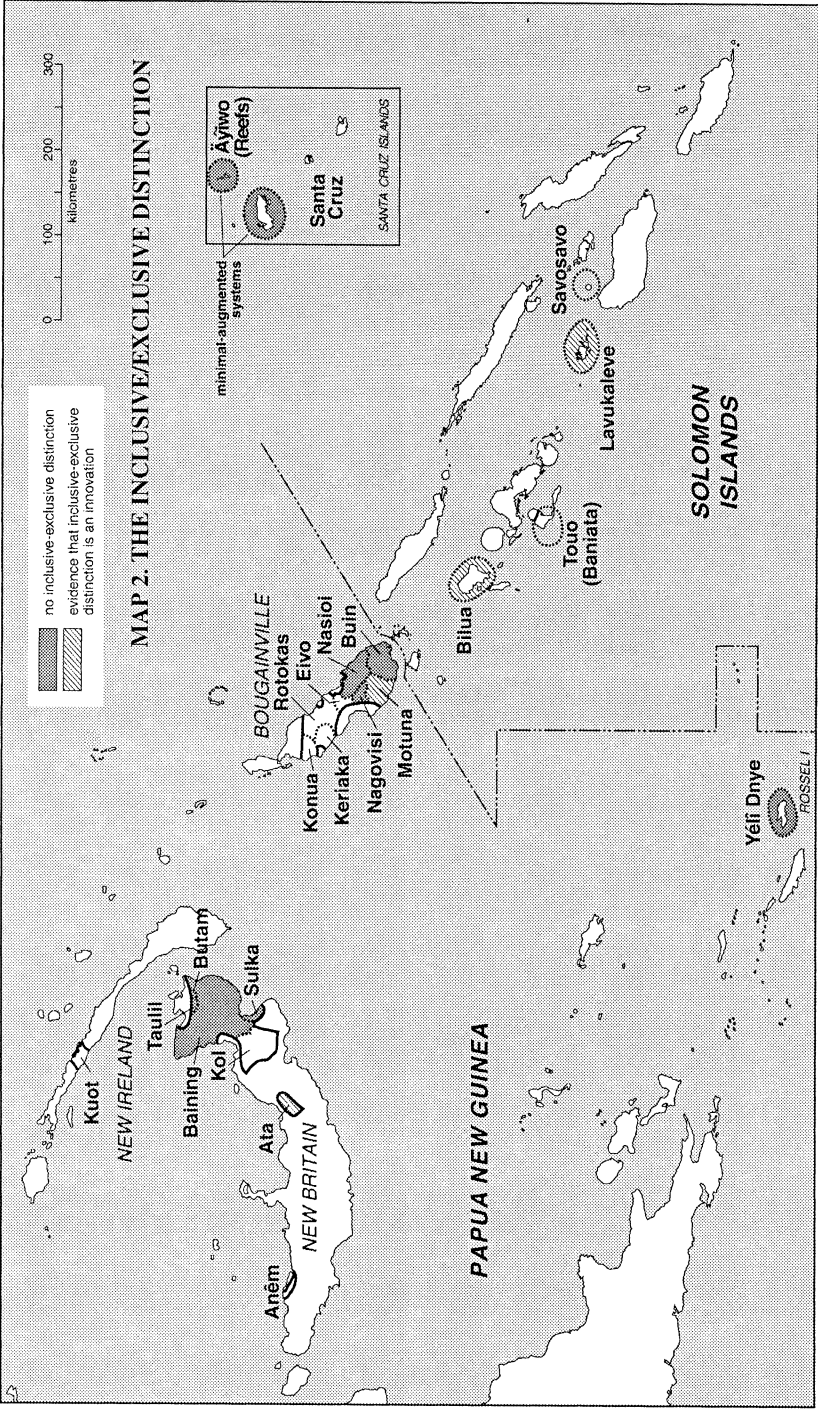 MAP 2. THE INCLUSIVE/EXCLUSIVE DISTINCTION
no inclusive-exclusive distinction
evidence that inclusive-exclusive
distinction is an innovation
0
100
200
300
kilometres
minimal-augmented
systems
Äŷiwo
(Reefs)
Santa
Cruz
SANTA CRUZ ISLANDS
Kuot
NEW IRELAND
Taulil
Butam
Baining
Sulka
Kol
Ata
Anêm
NEW BRITAIN
PAPUA NEW GUINEA
BOUGAINVILLE
Rotokas
Eivo
Nasioi
Buin
Konua
Keriaka
Nagovisi
Motuna
Bilua
Touo
(Baniata)
Lavukaleve
Savosavo
SOLOMON
ISLANDS
Yélî Dnye
ROSSEL I